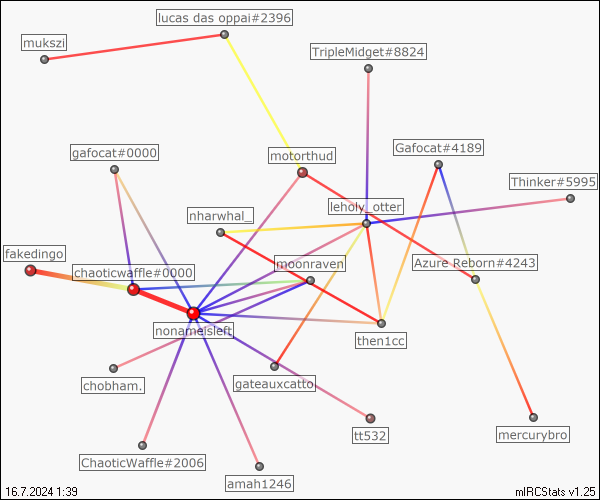 lucas das oppai#2396
mukszi
TripleMidget#8824
gafocat#0000
motorthud
Gafocat#4189
Thinker#5995
nharwhal_
leholy_otter
fakedingo
chaoticwaffle#0000
moonraven
Azure Reborn#4243
nonameisleft
then1cc
chobham.
gateauxcatto
tt532
mercurybro
ChaoticWaffle#2006
amah1246
16.7.2024 1:39
mIRCStats v1.25